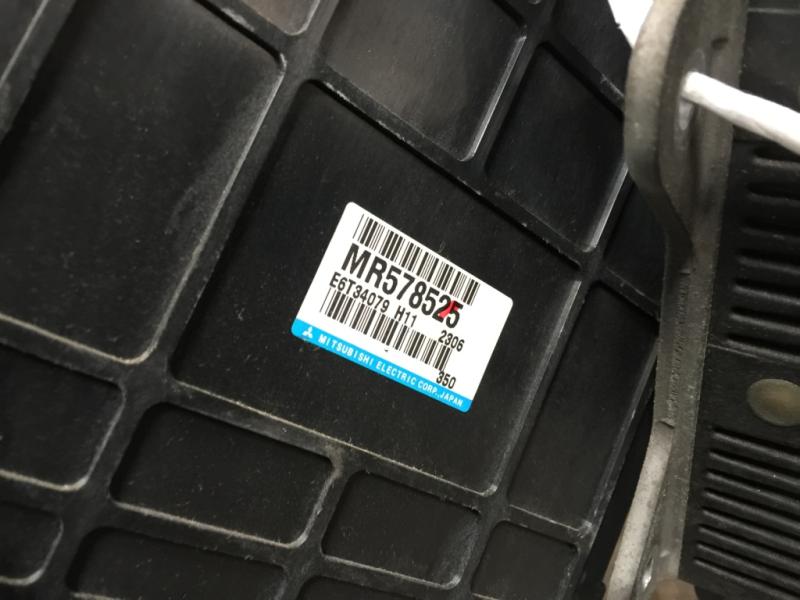 MR578525
E6T34079 H11
2306
350
MITSUBISHI ELECTRIC CORP., JAPAN